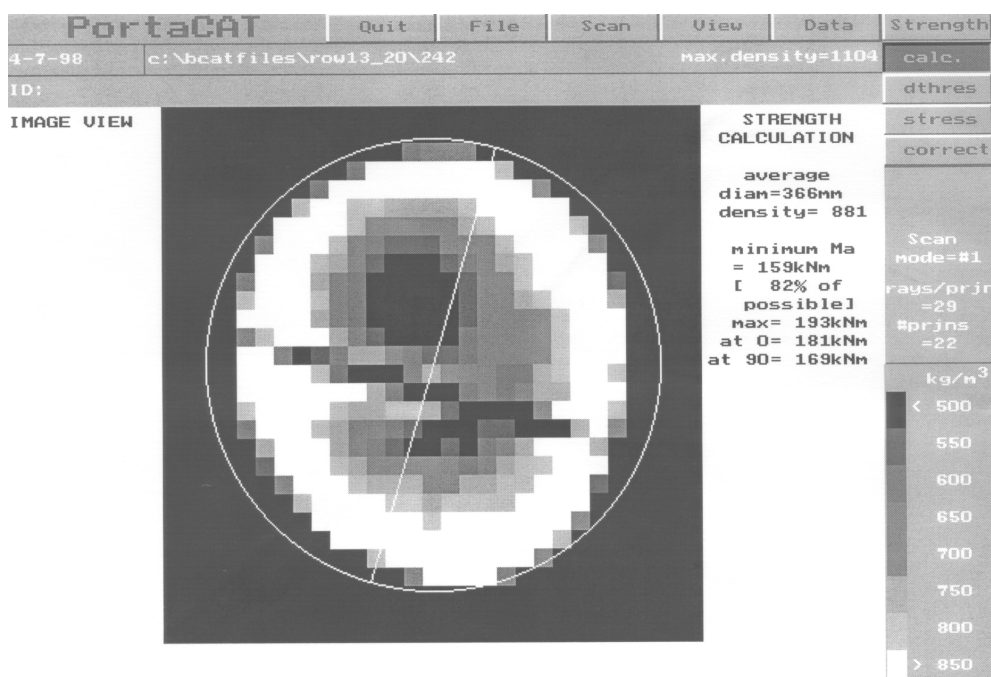 PortaCAT
Quit File Scan View Data Strength
4-7-98 c:\bcatfiles\row13_20\242 max.density=1104 calc.
ID: dthres
IMAGE VIEW
STRENGTH
CALCULATION
stress
correct
average
diam=366mm
density= 881
minimum Ma
= 159kNm
[ 82% of
possible]
max= 193kNm
at 0= 181kNm
at 90= 169kNm
Scan
mode=#1
rays/prjn
=29
#prjns
=22
kg/m3
< 500
550
600
650
700
750
800
> 850